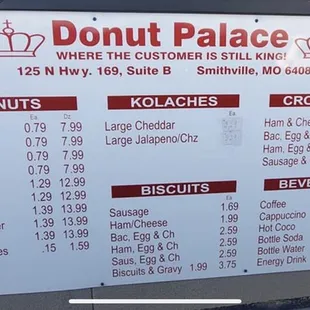 Donut Palace
WHERE THE CUSTOMER IS STILL KING!
125 N Hwy. 169, Suite B Smithville, MO 6408
NUTS
Ea Dz
0.79 7.99
0.79 7.99
0.79 7.99
0.79 7.99
1.29 12.99
1.29 12.99
1.39 13.99
1.39 13.99
1.39 13.99
.15 1.59
KOLACHES
Ea
Large Cheddar
Large Jalapeno/Chz
BISCUITS
Ea
Sausage 1.69
Ham/Cheese 1.99
Bac, Egg & Ch 2.59
Ham, Egg & Ch 2.59
Saus, Egg & Ch 2.59
Biscuits & Gravy 1.99 3.75
CRO
Ham & Che
Bac, Egg &
Ham, Egg &
Sausage &
BEVE
Coffee
Cappuccino
Hot Coco
Bottle Soda
Bottle Water
Energy Drink